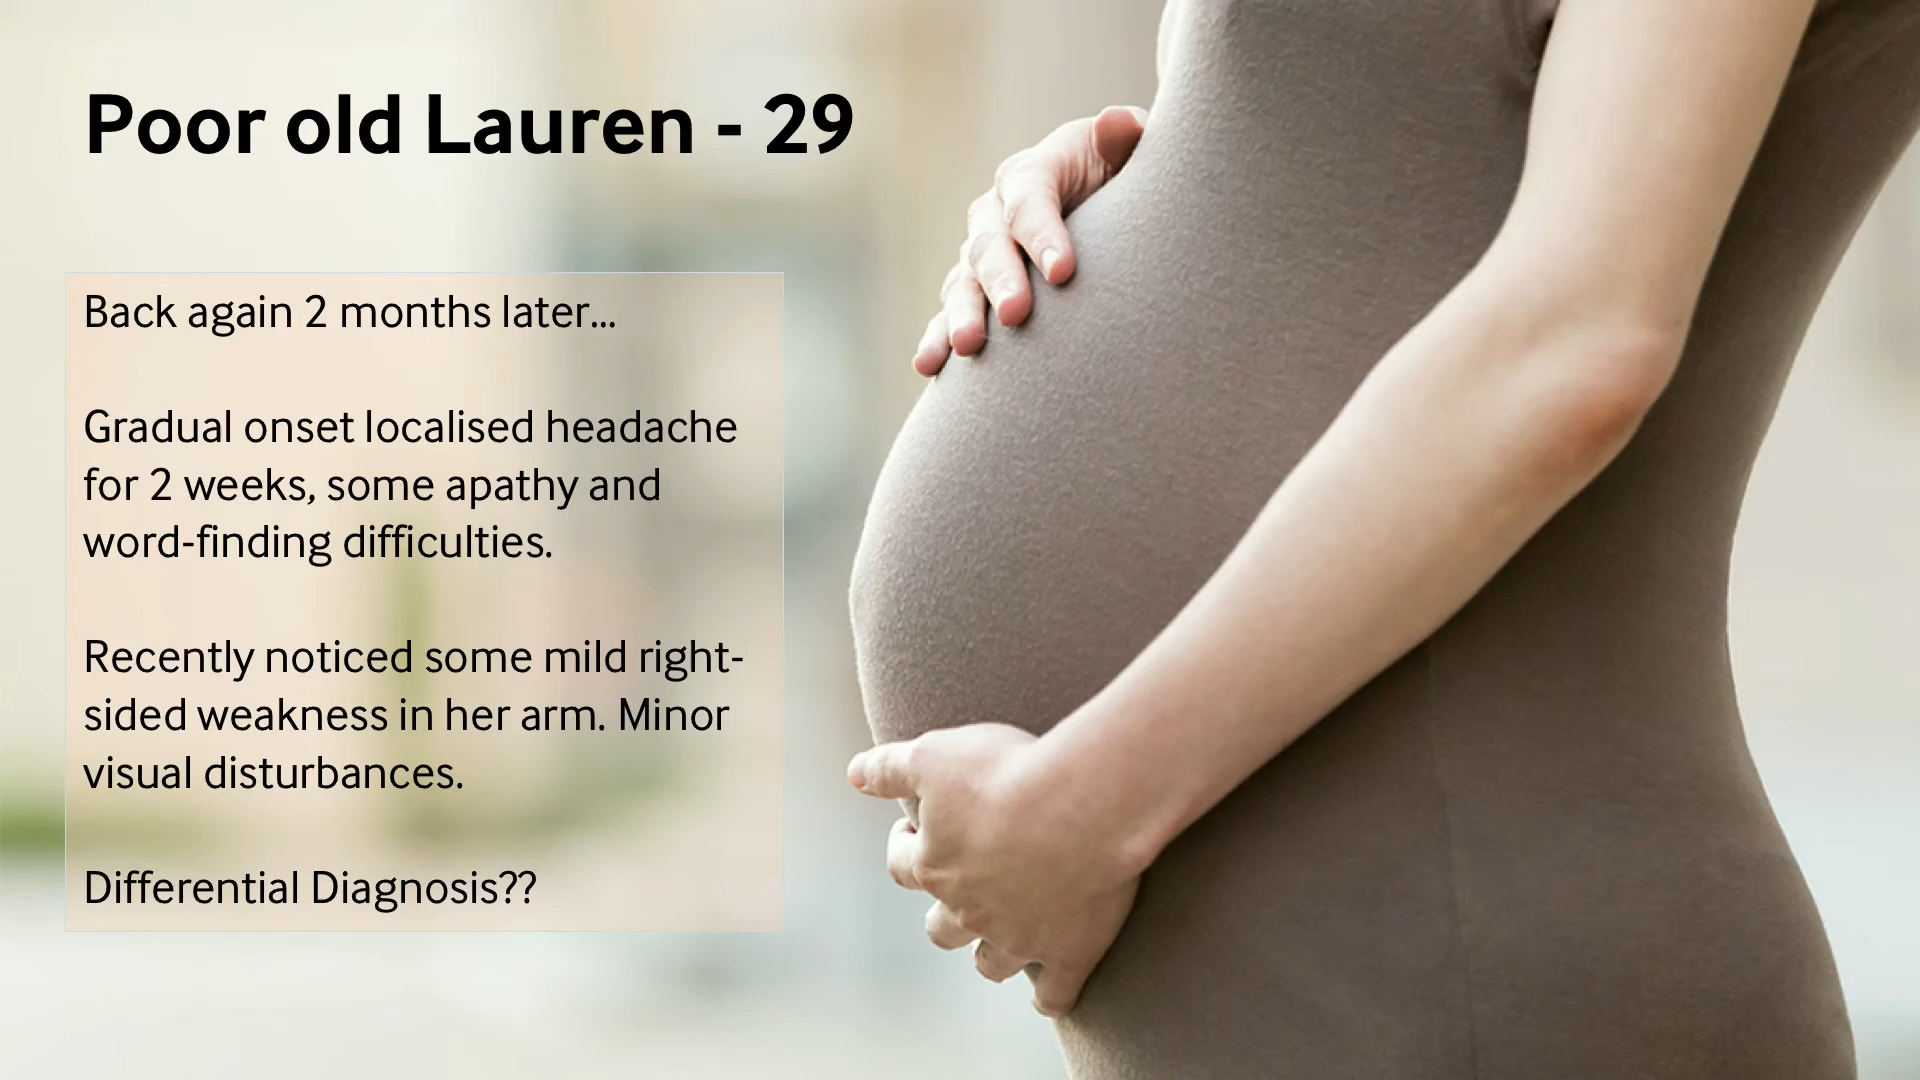 Poor old Lauren - 29
Back again 2 months later...
Gradual onset localised headache
for 2 weeks, some apathy and
word-finding difficulties.
Recently noticed some mild right-
sided weakness in her arm. Minor
visual disturbances.
Differential Diagnosis??